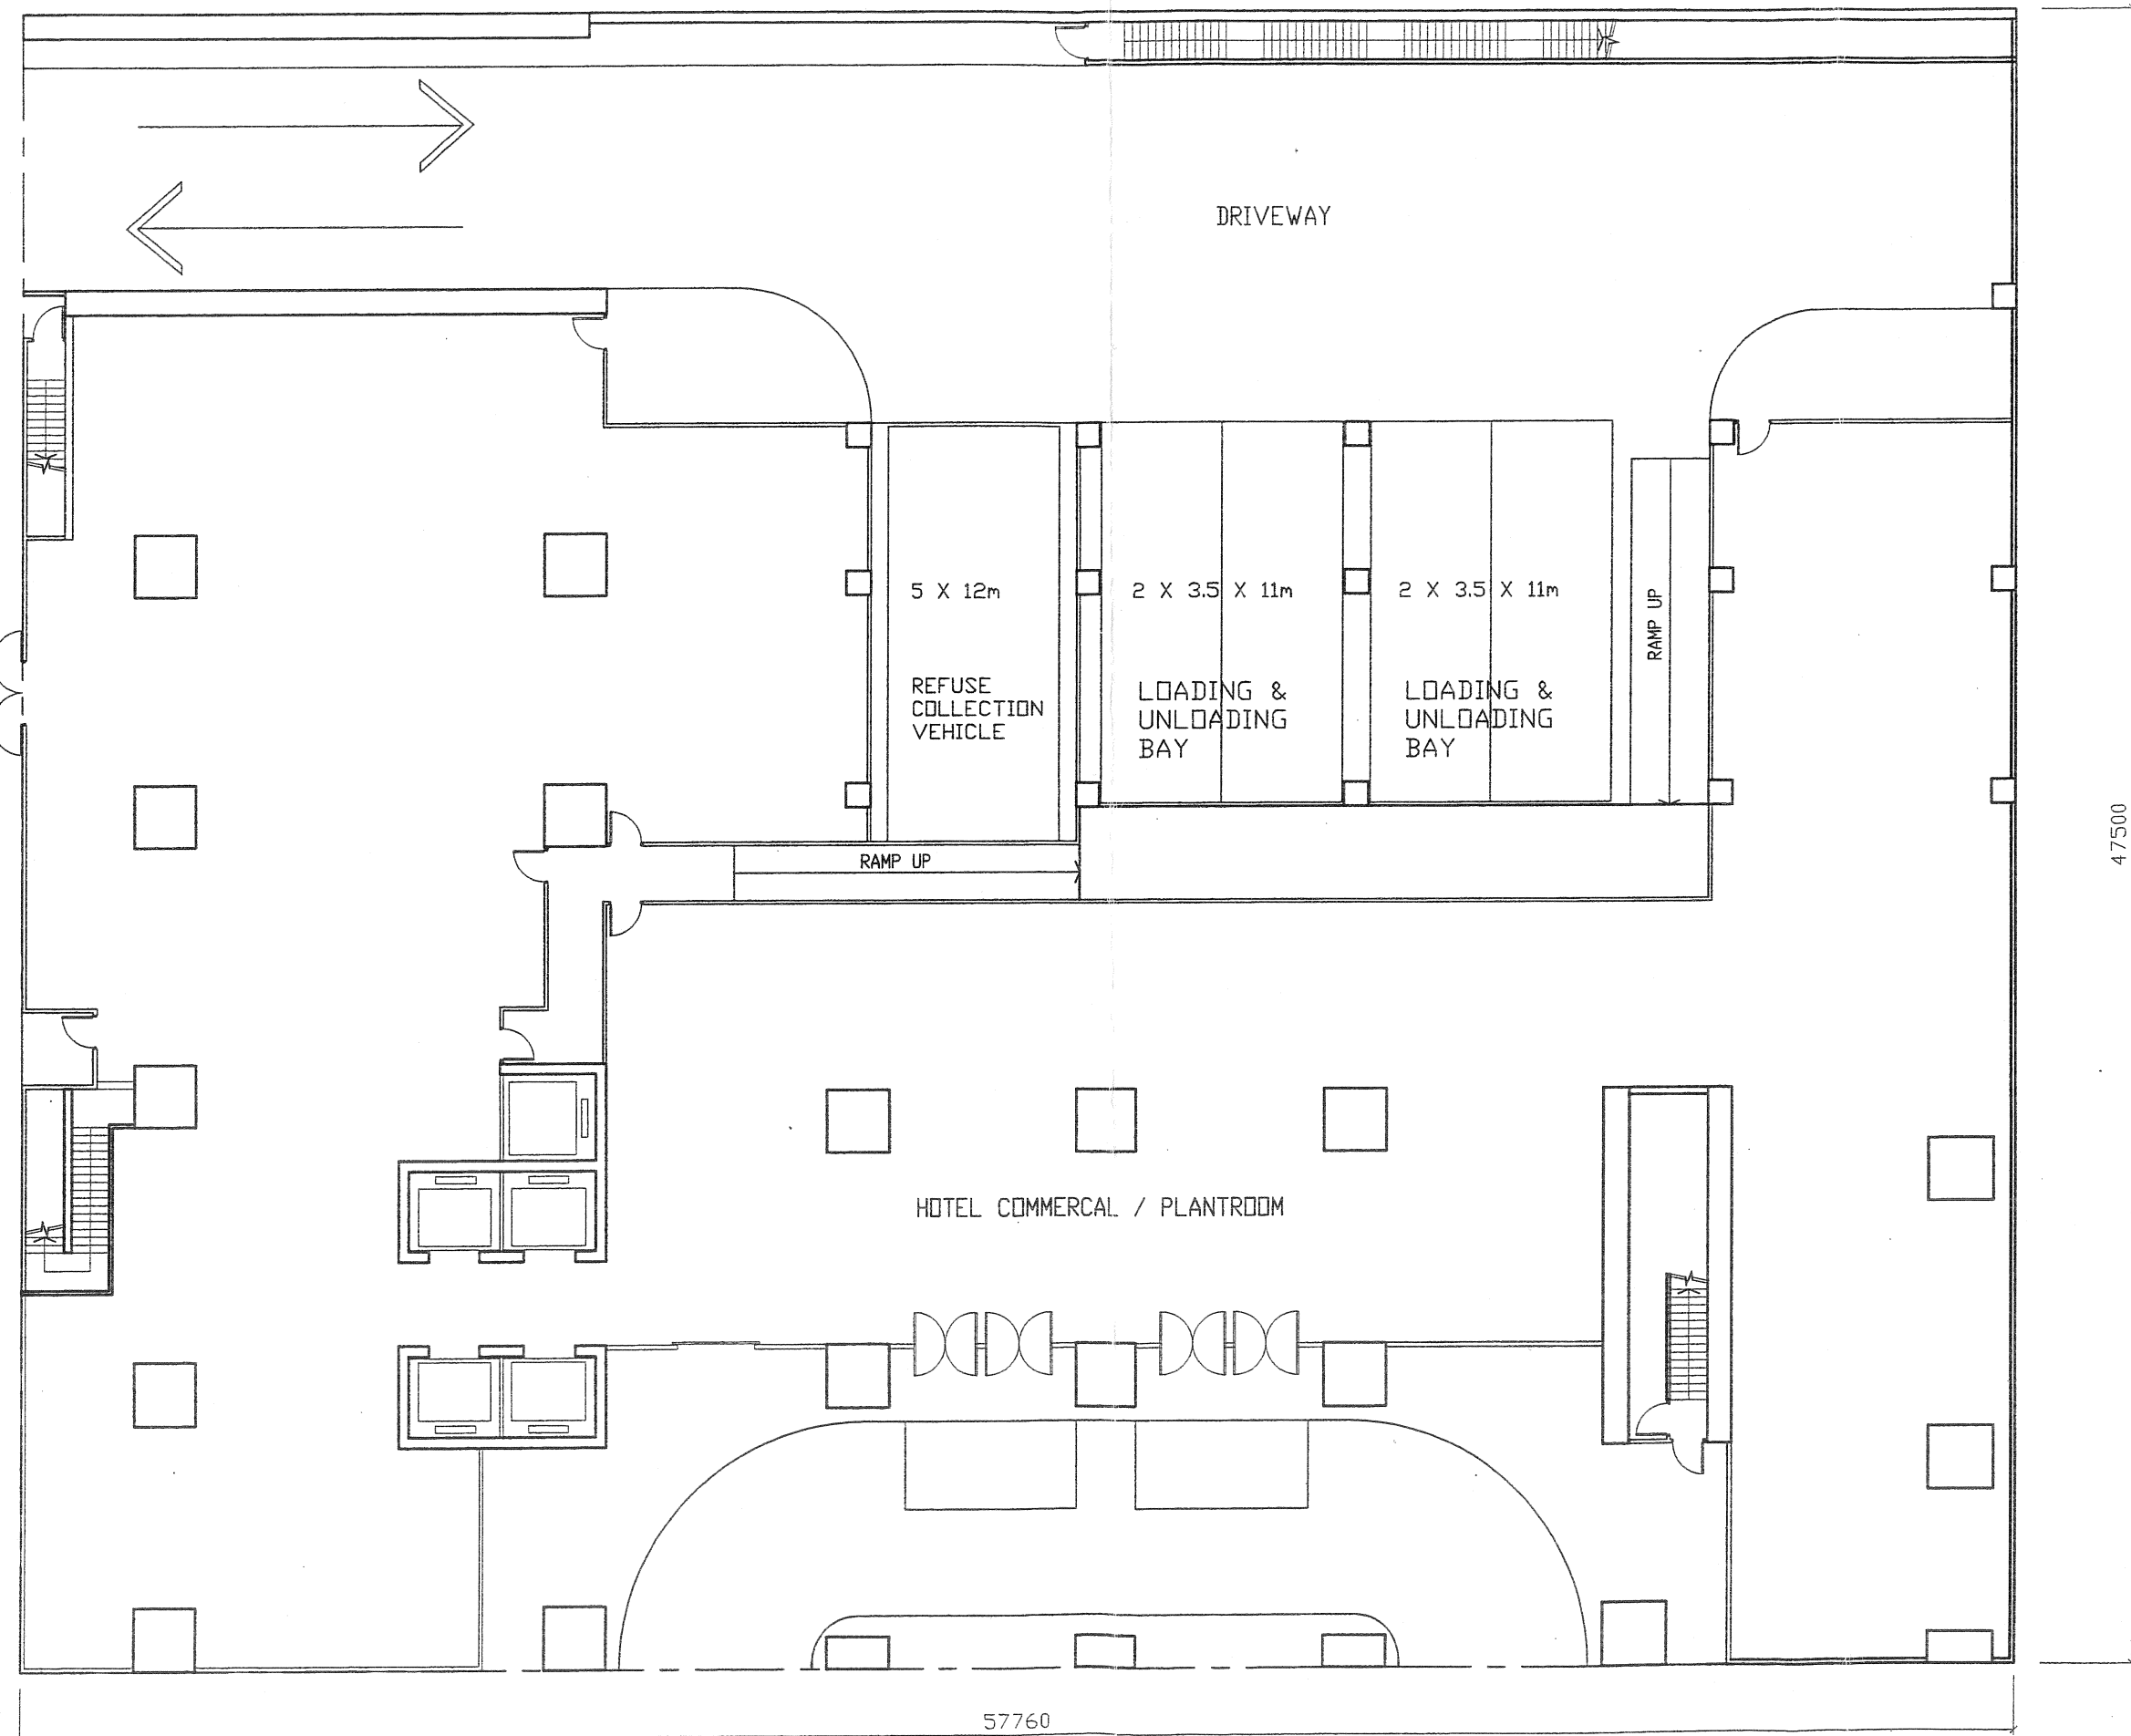 DRIVEWAY
5 X 12m
2 X 3.5 X 11m
2 X 3.5 X 11m
RAMP UP
REFUSE
COLLECTION
VEHICLE
LOADING &
UNLOADING
BAY
LOADING &
UNLOADING
BAY
47500
RAMP UP
HOTEL COMMERCAL / PLANTROOM
57760